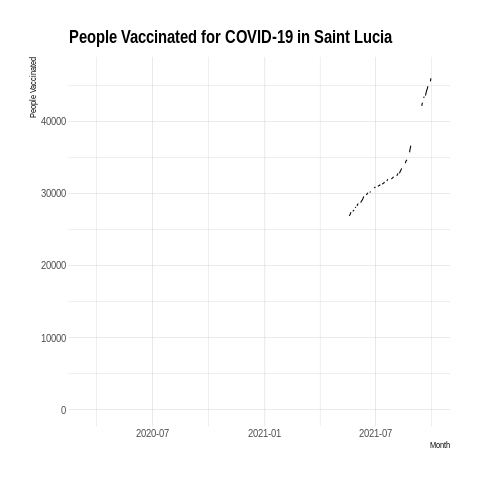 People Vaccinated for COVID-19 in Saint Lucia
People Vaccinated
40000
30000
20000
10000
0
2020-07 2021-01 2021-07
Month